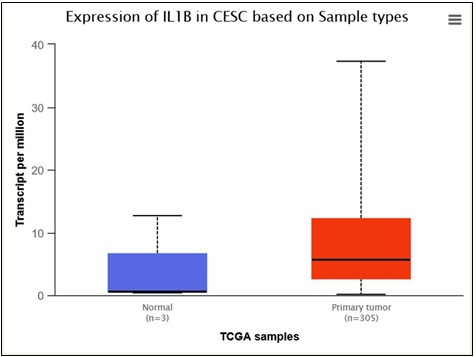 Expression of IL1B in CESC based on Sample types
40
30
20
10
0
Transcript per million
Normal
(n=3)
Primary tumor
(n=305)
TCGA samples